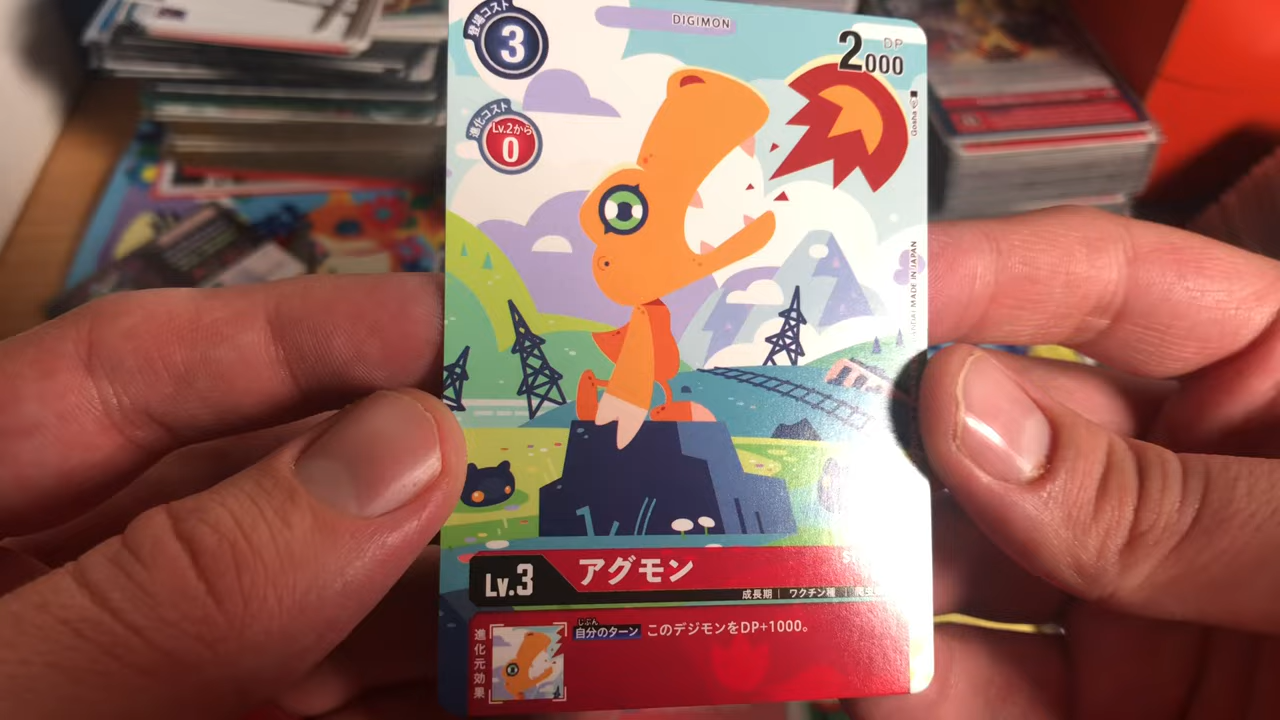 登場コスト
3
DIGIMON
DP
2000
進化コスト
Lv.2から
0
Gosha
MADE IN JAPAN
Lv.3
アグモン
成長期 | ワクチン種
進化元効果
じぶん
自分のターン このデジモンをDP+1000。